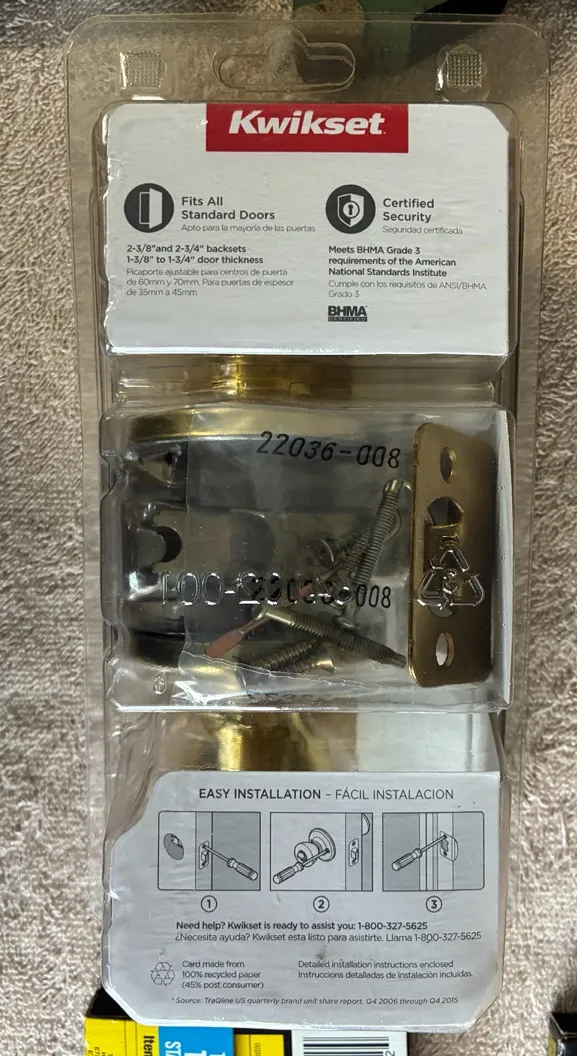 Kwikset
Fits All
Standard Doors
Apto para la mayoría de las puertas
2-3/8"and 2-3/4" backsets
1-3/8" to 1-3/4" door thickness
Picaporte ajustable para centros de puerta
de 60mm y 70mm. Para puertas de espesor
de 35mm a 45mm
Certified
Security
Seguridad certificada
Meets BHMA Grade 3
requirements of the American
National Standards Institute
Cumple con los requisitos de ANSI/BHMA
Grado 3
BHMA
CERTIFIED
22036-008
008
EASY INSTALLATION – FÁCIL INSTALACION
1
2
3
Need help? Kwikset is ready to assist you: 1-800-327-5625
¿Necesita ayuda? Kwikset esta listo para asistirte. Llama 1-800-327-5625
Card made from
100% recycled paper
(45% post consumer)
Detailed installation instructions enclosed
Instruccions detalladas de instalación incluidas.
* Source: TraQline US quarterly brand unit share report, Q4 2006 through Q4 2015